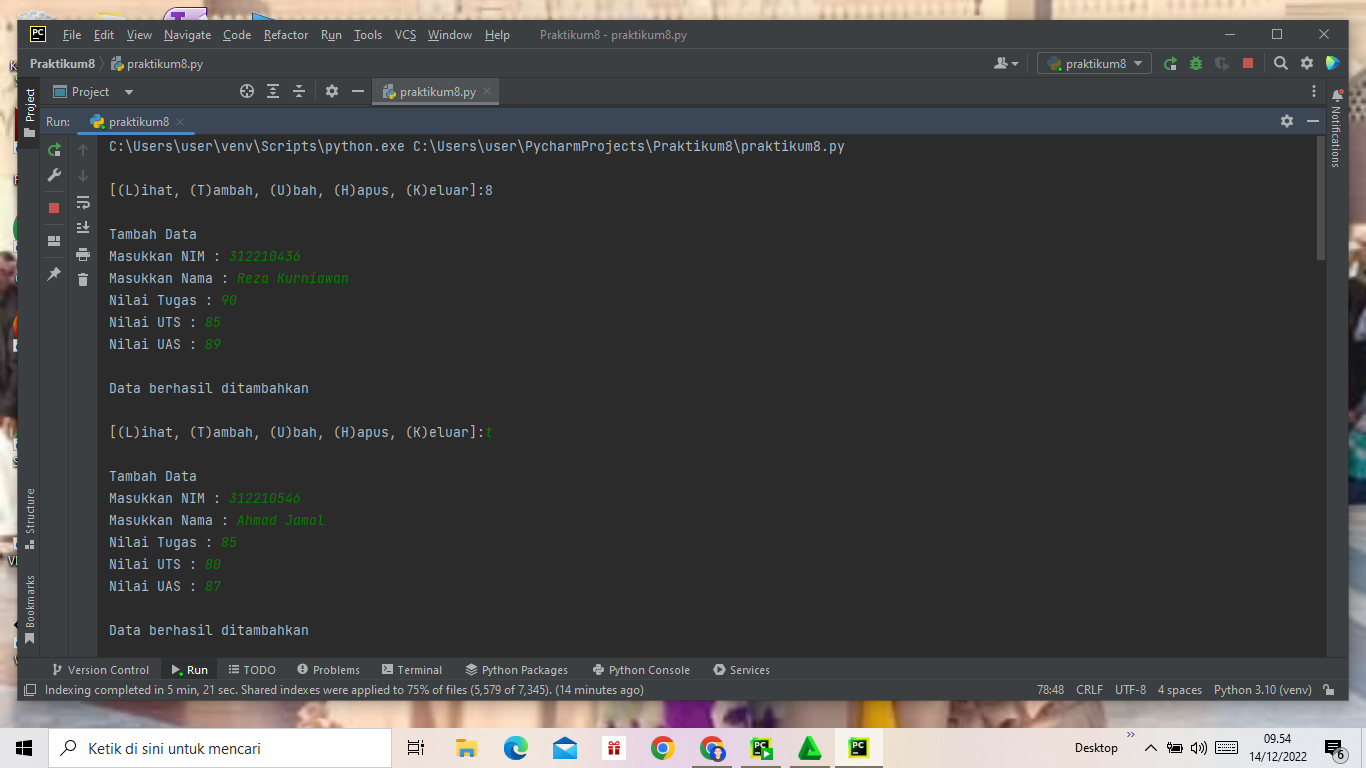 File Edit View Navigate Code Refactor Run Tools VCS Window Help Praktikum8 - praktikum8.py
Praktikum8 praktikum8.py praktikum8
Project praktikum8.py
Run: praktikum8
C:\Users\user\venv\Scripts\python.exe C:\Users\user\PycharmProjects\Praktikum8\praktikum8.py
[(L)ihat, (T)ambah, (U)bah, (H)apus, (K)eluar]:8
Tambah Data
Masukkan NIM : 312210436
Masukkan Nama : Reza Kurniawan
Nilai Tugas : 90
Nilai UTS : 85
Nilai UAS : 89
Data berhasil ditambahkan
[(L)ihat, (T)ambah, (U)bah, (H)apus, (K)eluar]:t
Tambah Data
Masukkan NIM : 312210546
Masukkan Nama : Ahmad Jamal
Nilai Tugas : 85
Nilai UTS : 80
Nilai UAS : 87
Data berhasil ditambahkan
Project
Structure
Bookmarks
Notifications
Version Control Run TODO Problems Terminal Python Packages Python Console Services
Indexing completed in 5 min, 21 sec. Shared indexes were applied to 75% of files (5,579 of 7,345). (14 minutes ago) 78:48 CRLF UTF-8 4 spaces Python 3.10 (venv)
Ketik di sini untuk mencari Desktop 09.54
14/12/2022 6